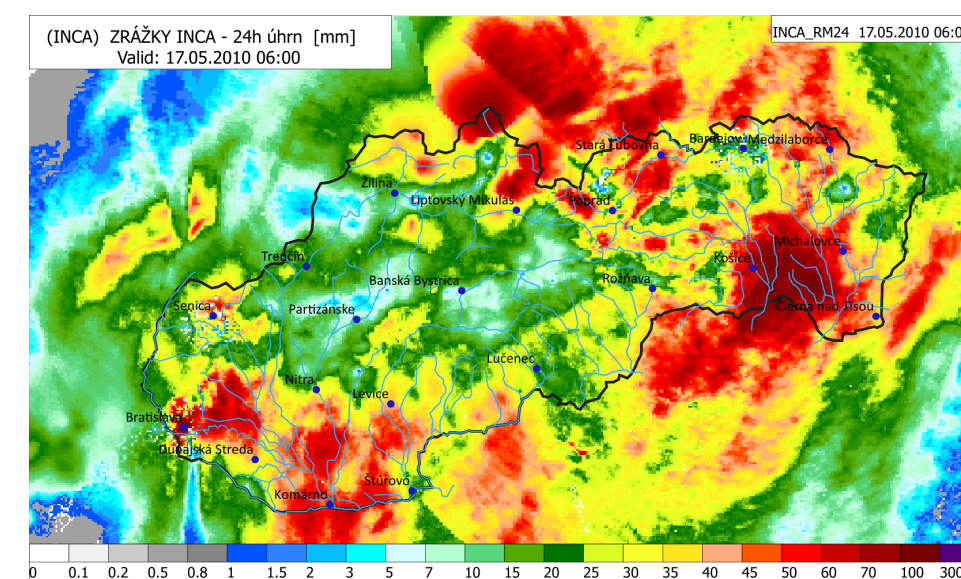 (INCA) ZRÁŽKY INCA - 24h úhrn [mm]
Valid: 17.05.2010 06:00
INCA_RM24 17.05.2010 06:0
Bardejov
Medzilaborce
Stará Ľubovňa
Žilina
Liptovský Mikuláš
Poprad
Michalovce
Trenčín
Košice
Banská Bystrica
Rožňava
Senica
Partizánske
Čierna nad Tisou
Lučenec
Nitra
Levice
Bratislava
Dunajská Streda
Štúrovo
Komárno
0 0.1 0.2 0.5 0.8 1 1.5 2 3 5 7 10 15 20 25 30 35 40 45 50 60 70 100 300